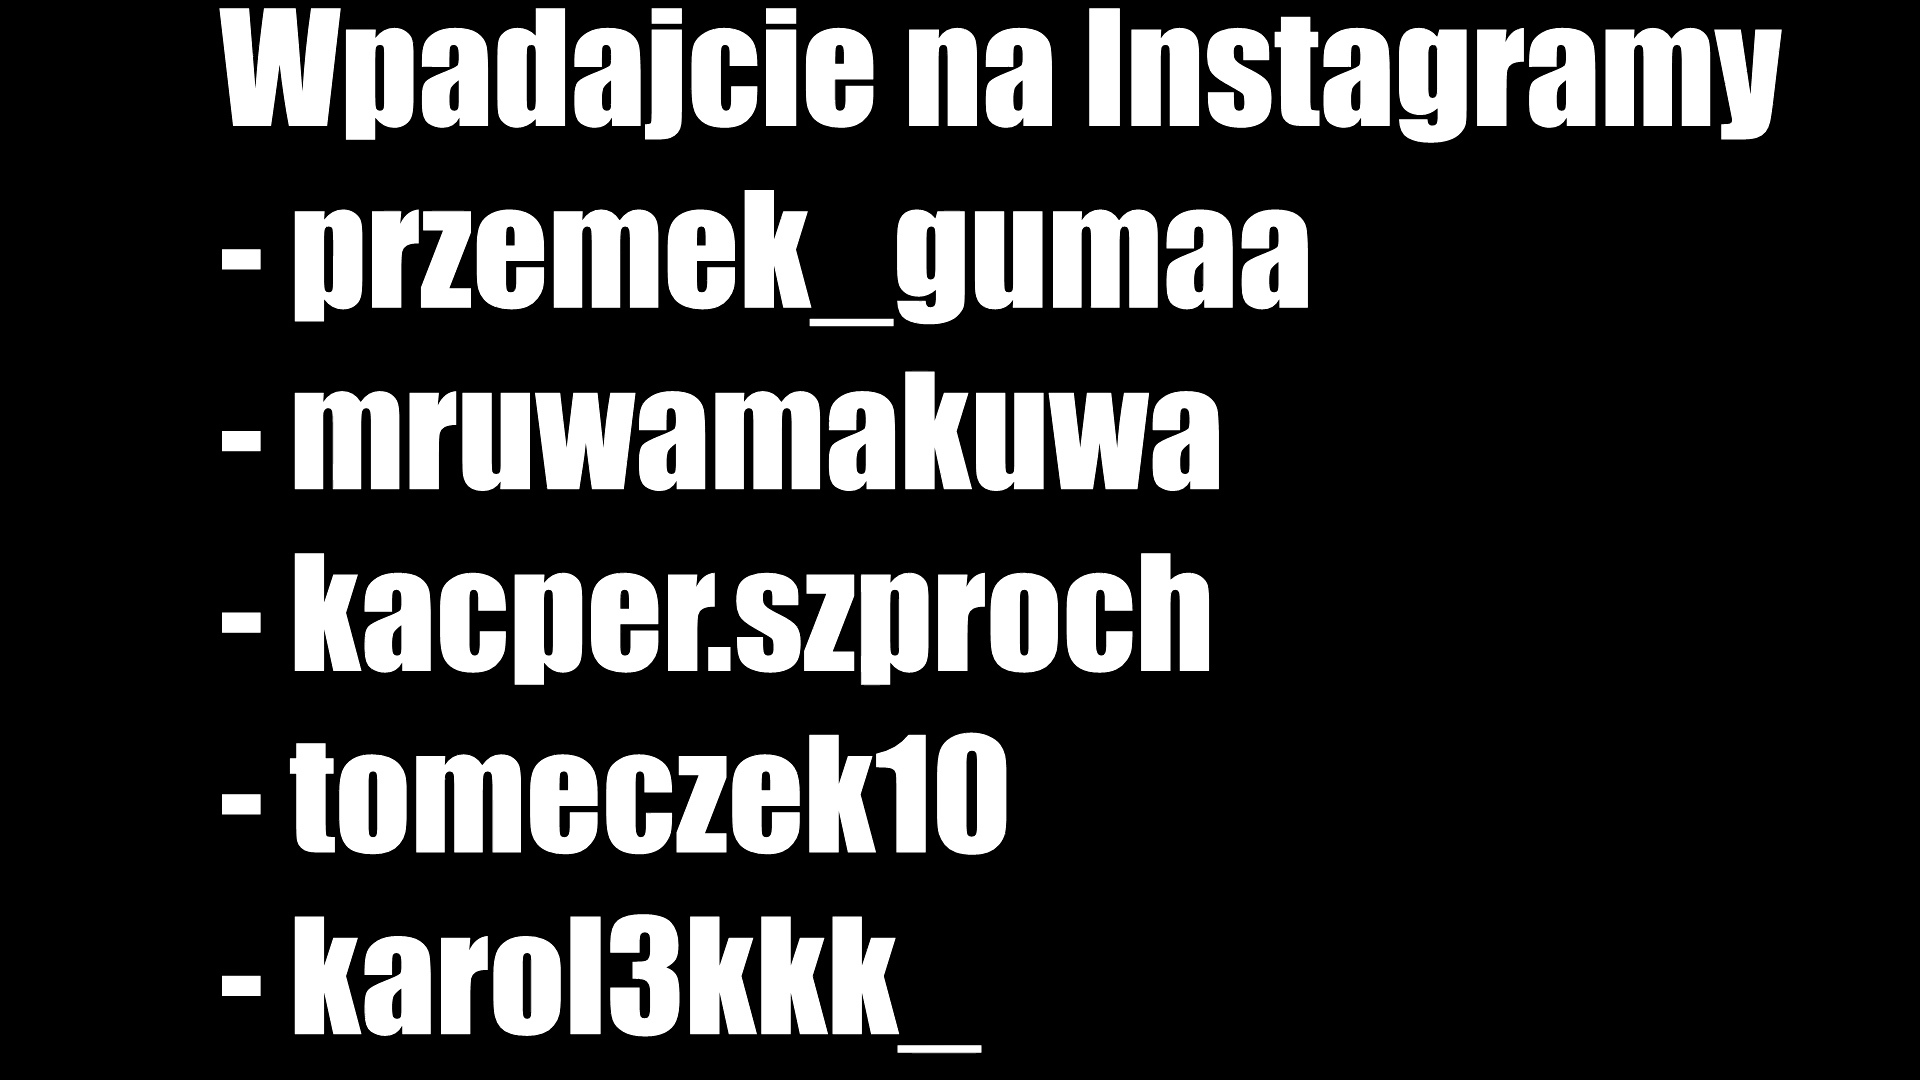 Wpadajcie na Instagramy
- przemek_gumaa
- mruwamakuwa
- kacper.szproch
- tomeczek10
- karol3kkk_